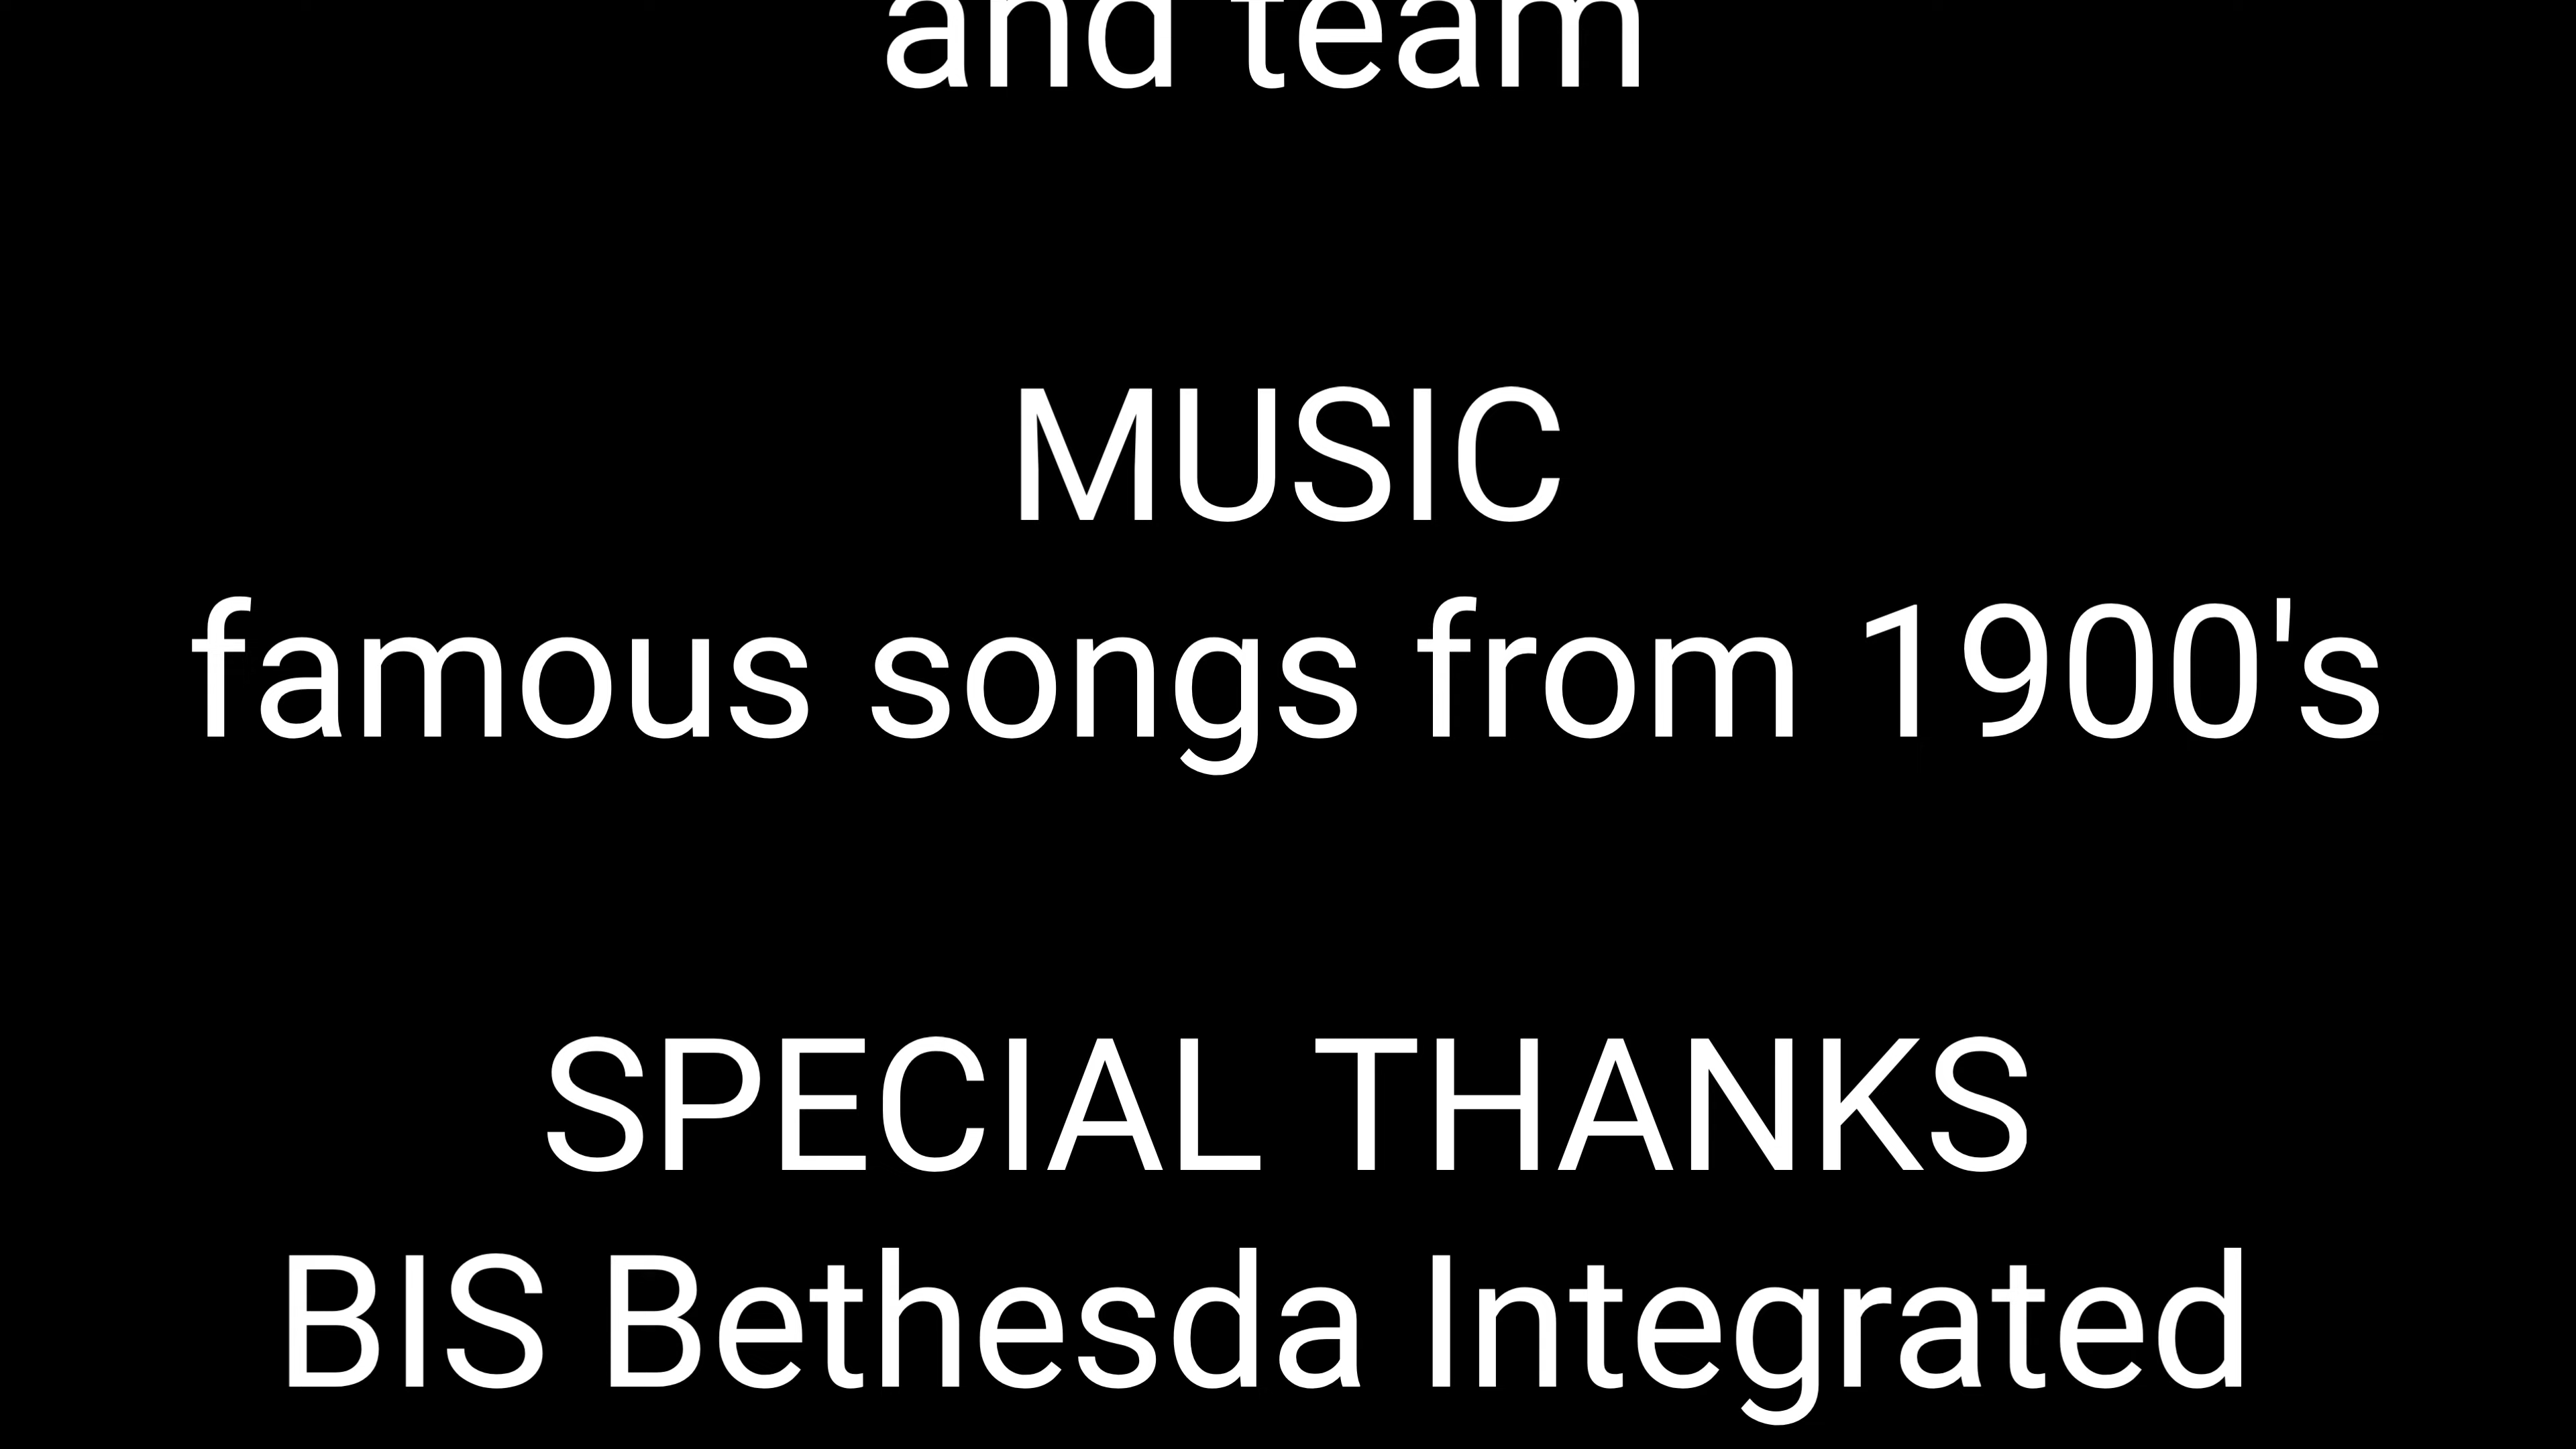 and team
MUSIC
famous songs from 1900's
SPECIAL THANKS
BIS Bethesda Integrated